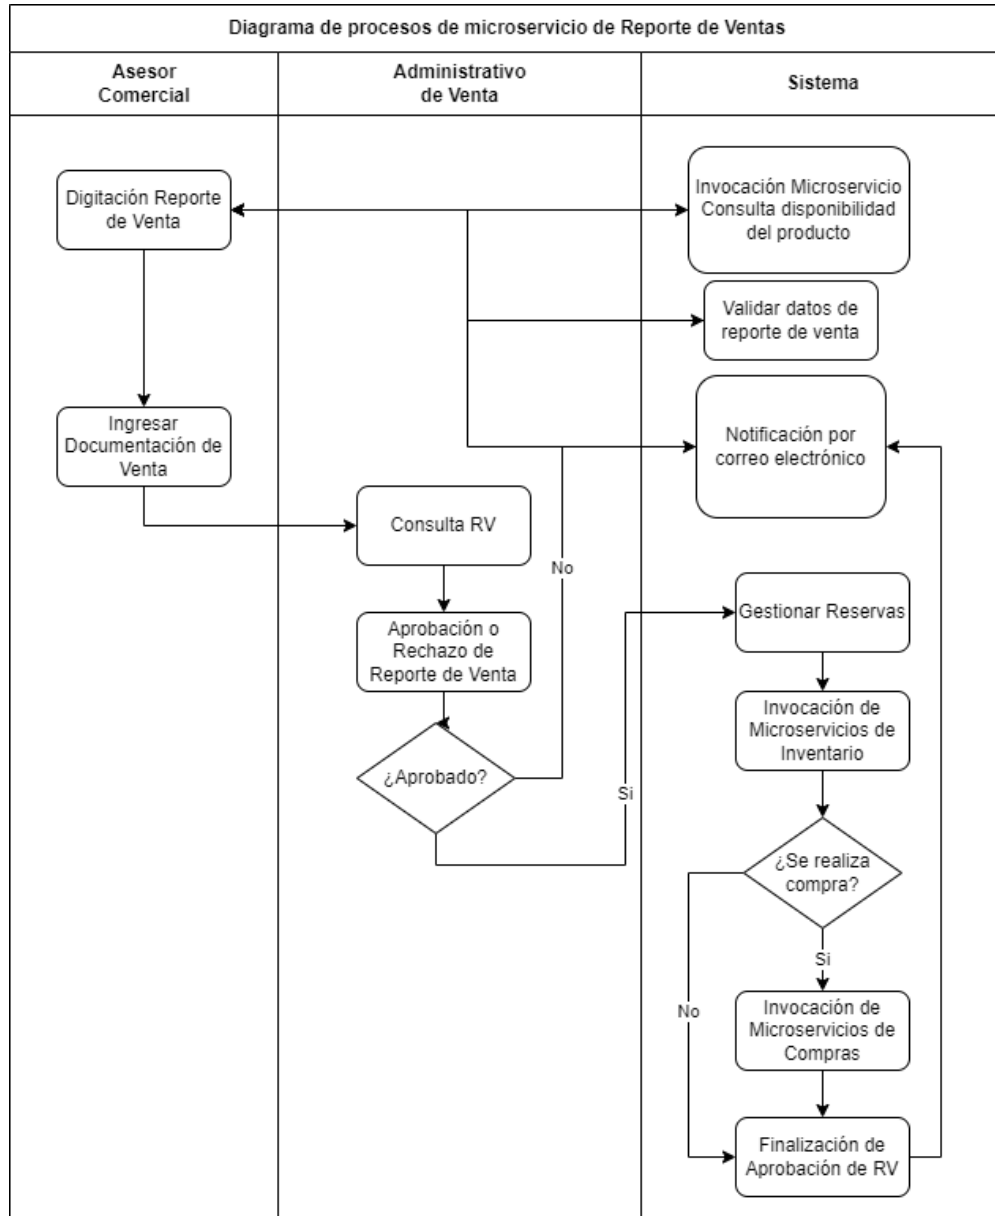 Diagrama de procesos de microservicio de Reporte de Ventas
Asesor
Comercial
Administrativo
de Venta
Sistema
Digitación Reporte
de Venta
Invocación Microservicio
Consulta disponibilidad
del producto
Validar datos de
reporte de venta
Ingresar
Documentación de
Venta
Notificación por
correo electrónico
Consulta RV
No
Gestionar Reservas
Aprobación o
Rechazo de
Reporte de Venta
Invocación de
Microservicios de
Inventario
¿Aprobado?
Si
¿Se realiza
compra?
Si
No
Invocación de
Microservicios de
Compras
Finalización de
Aprobación de RV